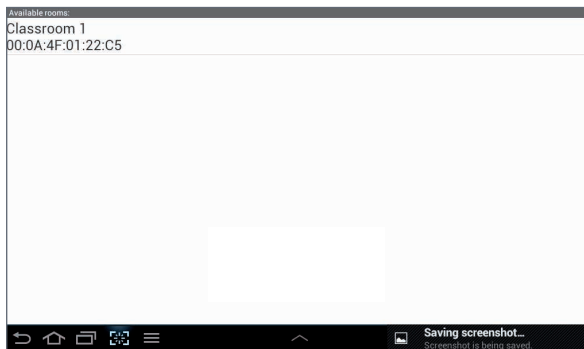 Available rooms:
Classroom 1
00:0A:4F:01:22:C5
Saving screenshot...
Screenshot is being saved.